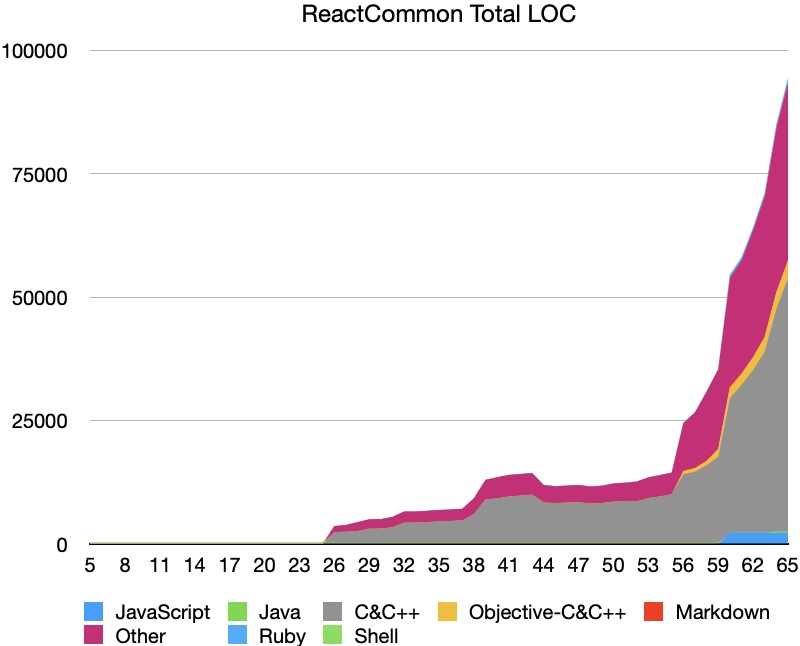 ReactCommon Total LOC
100000
75000
50000
25000
0
5 8 11 14 17 20 23 26 29 32 35 38 41 44 47 50 53 56 59 62 65
JavaScript Java C&C++ Objective-C&C++ Markdown
Other Ruby Shell